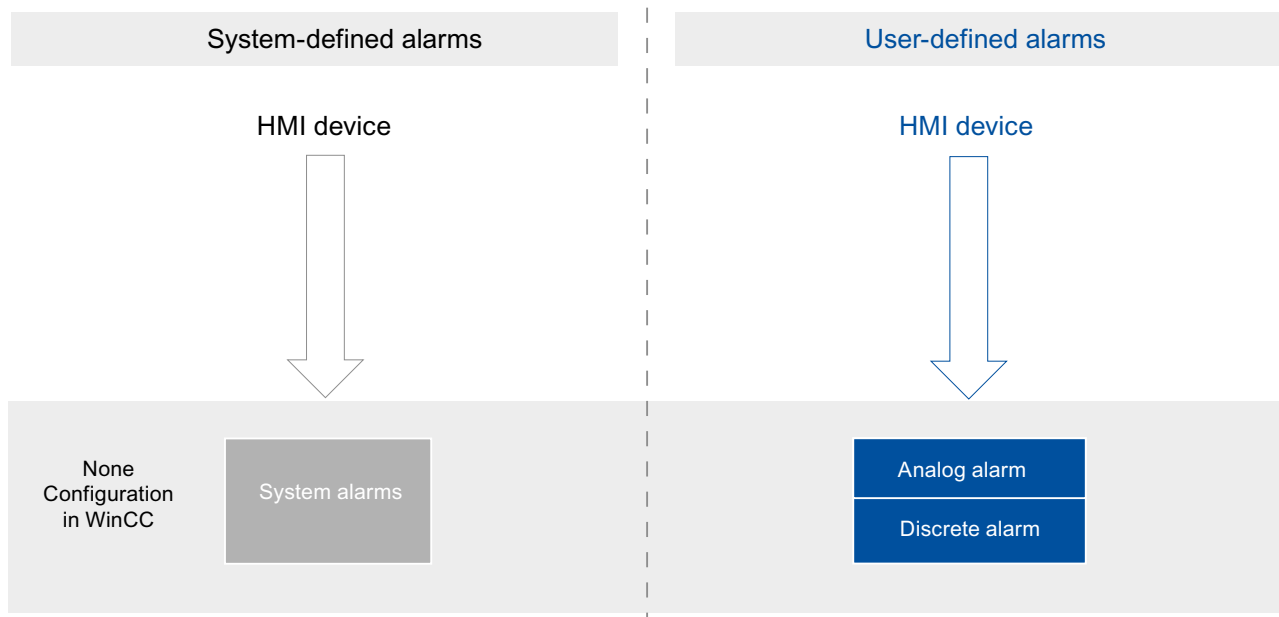 System-defined alarms
User-defined alarms
HMI device
HMI device
None
Configuration
in WinCC
System alarms
Analog alarm
Discrete alarm